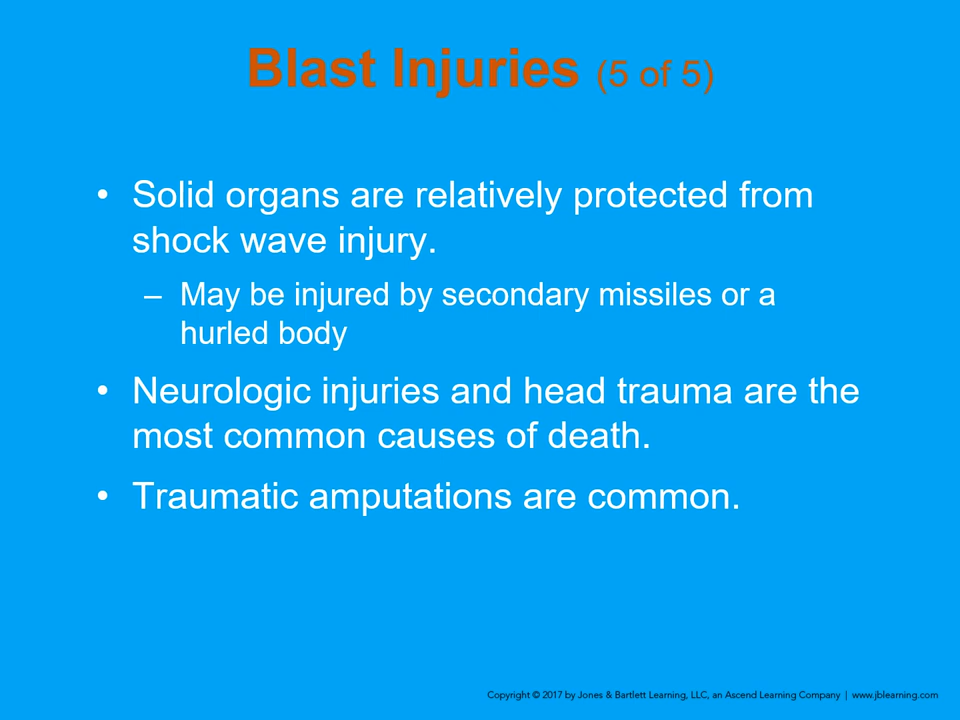 Blast Injuries (5 of 5)
• Solid organs are relatively protected from
shock wave injury.
– May be injured by secondary missiles or a
hurled body
• Neurologic injuries and head trauma are the
most common causes of death.
• Traumatic amputations are common.
Copyright © 2017 by Jones & Bartlett Learning, LLC, an Ascend Learning Company | www.jblearning.com